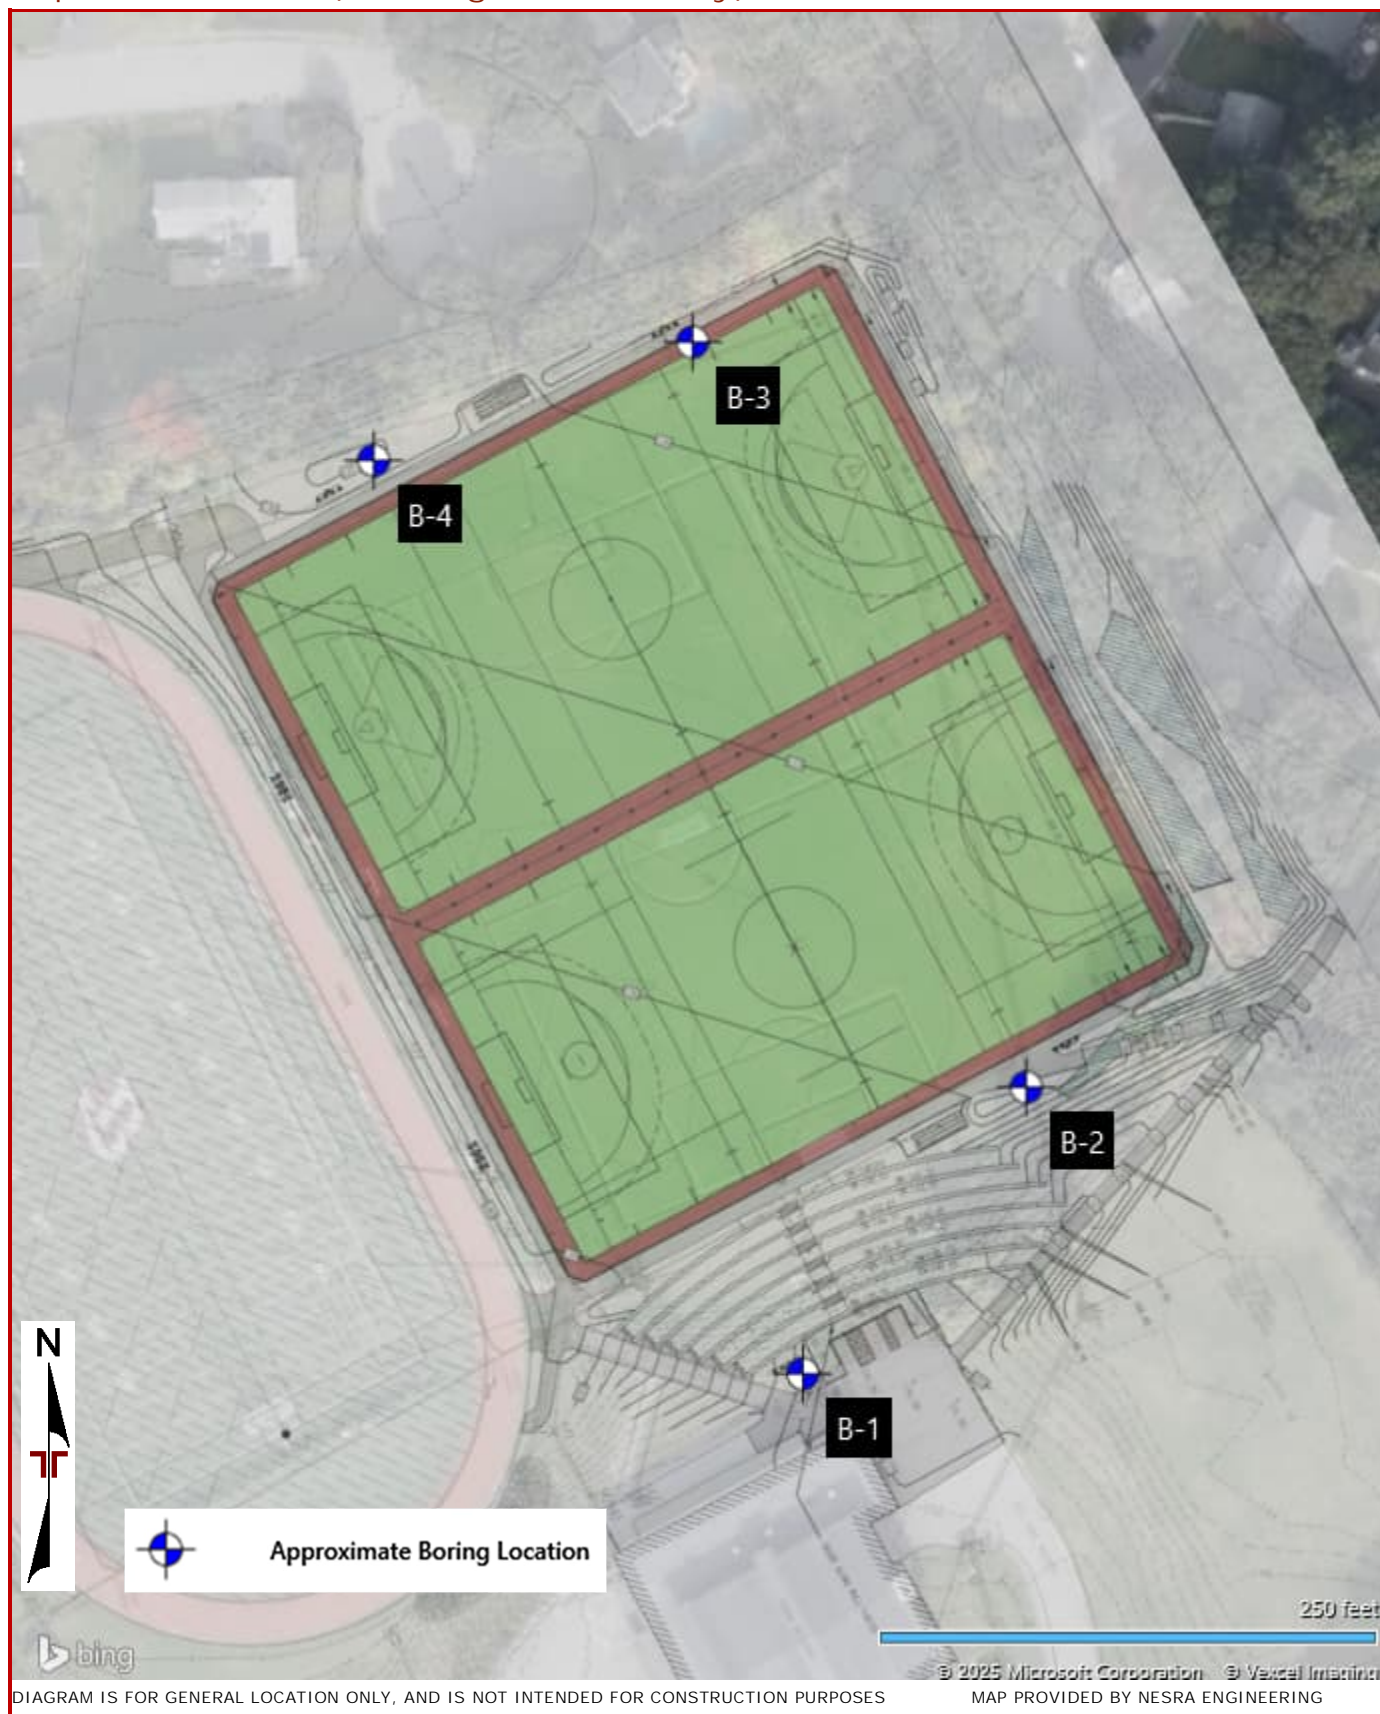 B-3
B-4
B-2
B-1
N
Approximate Boring Location
250 feet
bing
© 2025 Microsoft Corporation © Vexcel Imaging
DIAGRAM IS FOR GENERAL LOCATION ONLY, AND IS NOT INTENDED FOR CONSTRUCTION PURPOSES
MAP PROVIDED BY NESRA ENGINEERING